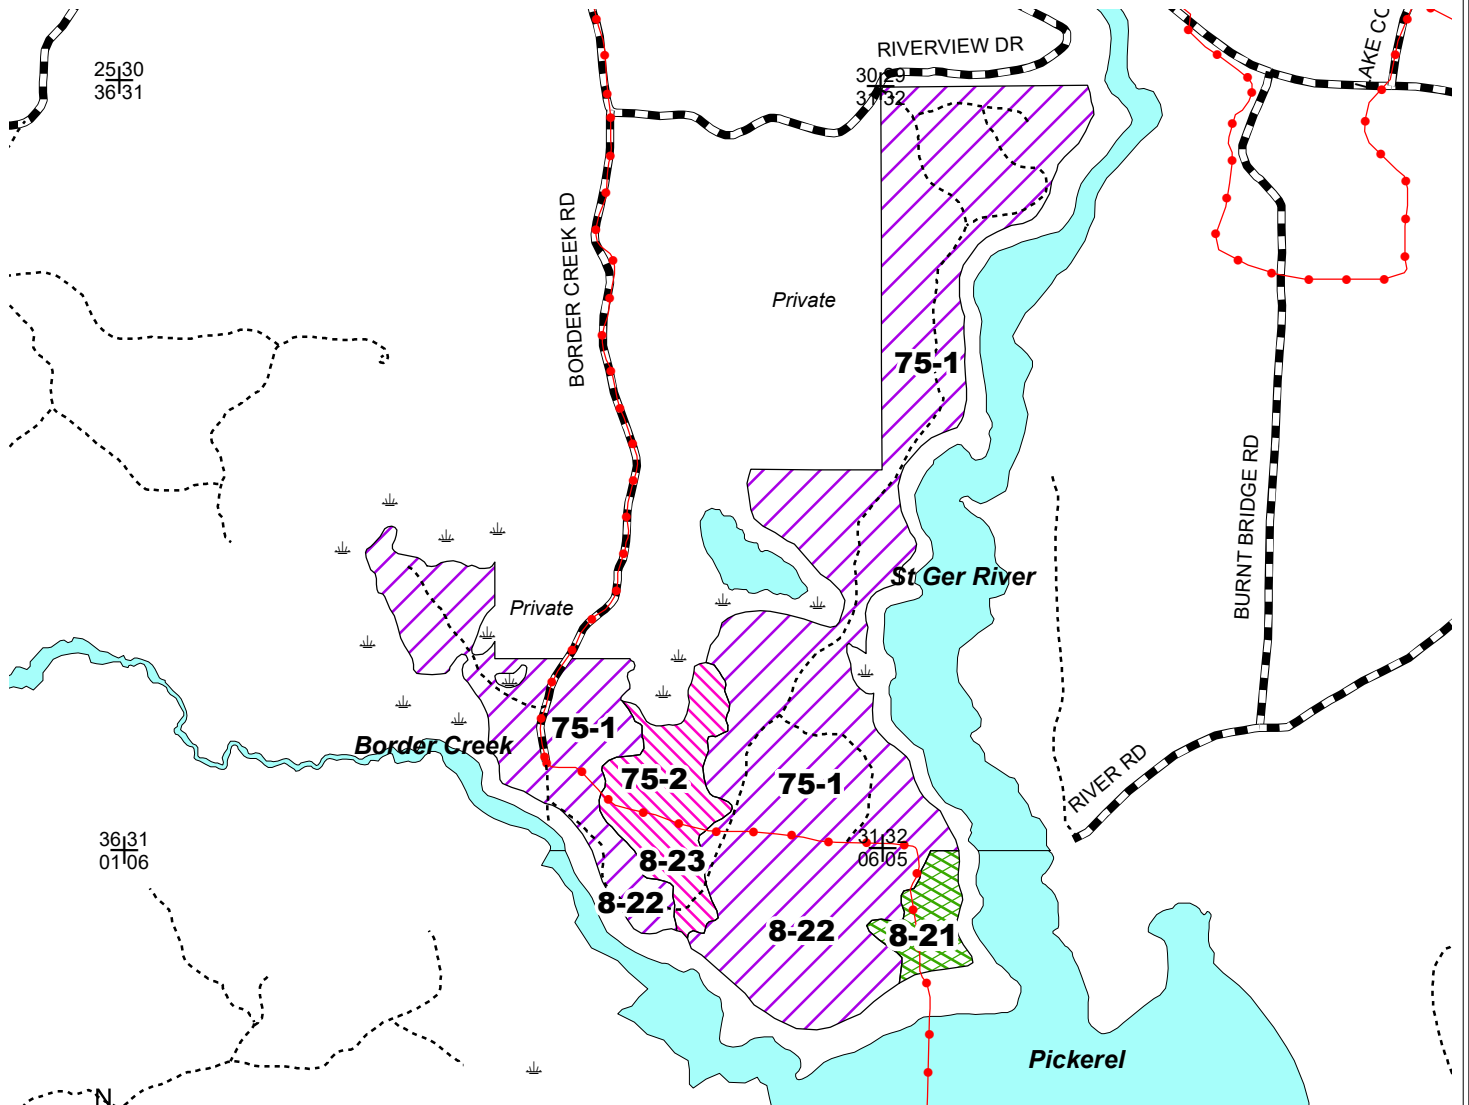 RIVERVIEW DR
LAKE CO
25 30
36 31
30 29
31 32
BORDER CREEK RD
Private
75-1
BURNT BRIDGE RD
St Ger River
Private
75-1
Border Creek
75-2
75-1
RIVER RD
36 31
01 06
31 32
06 05
8-23
8-22
8-22
8-21
Pickerel
N